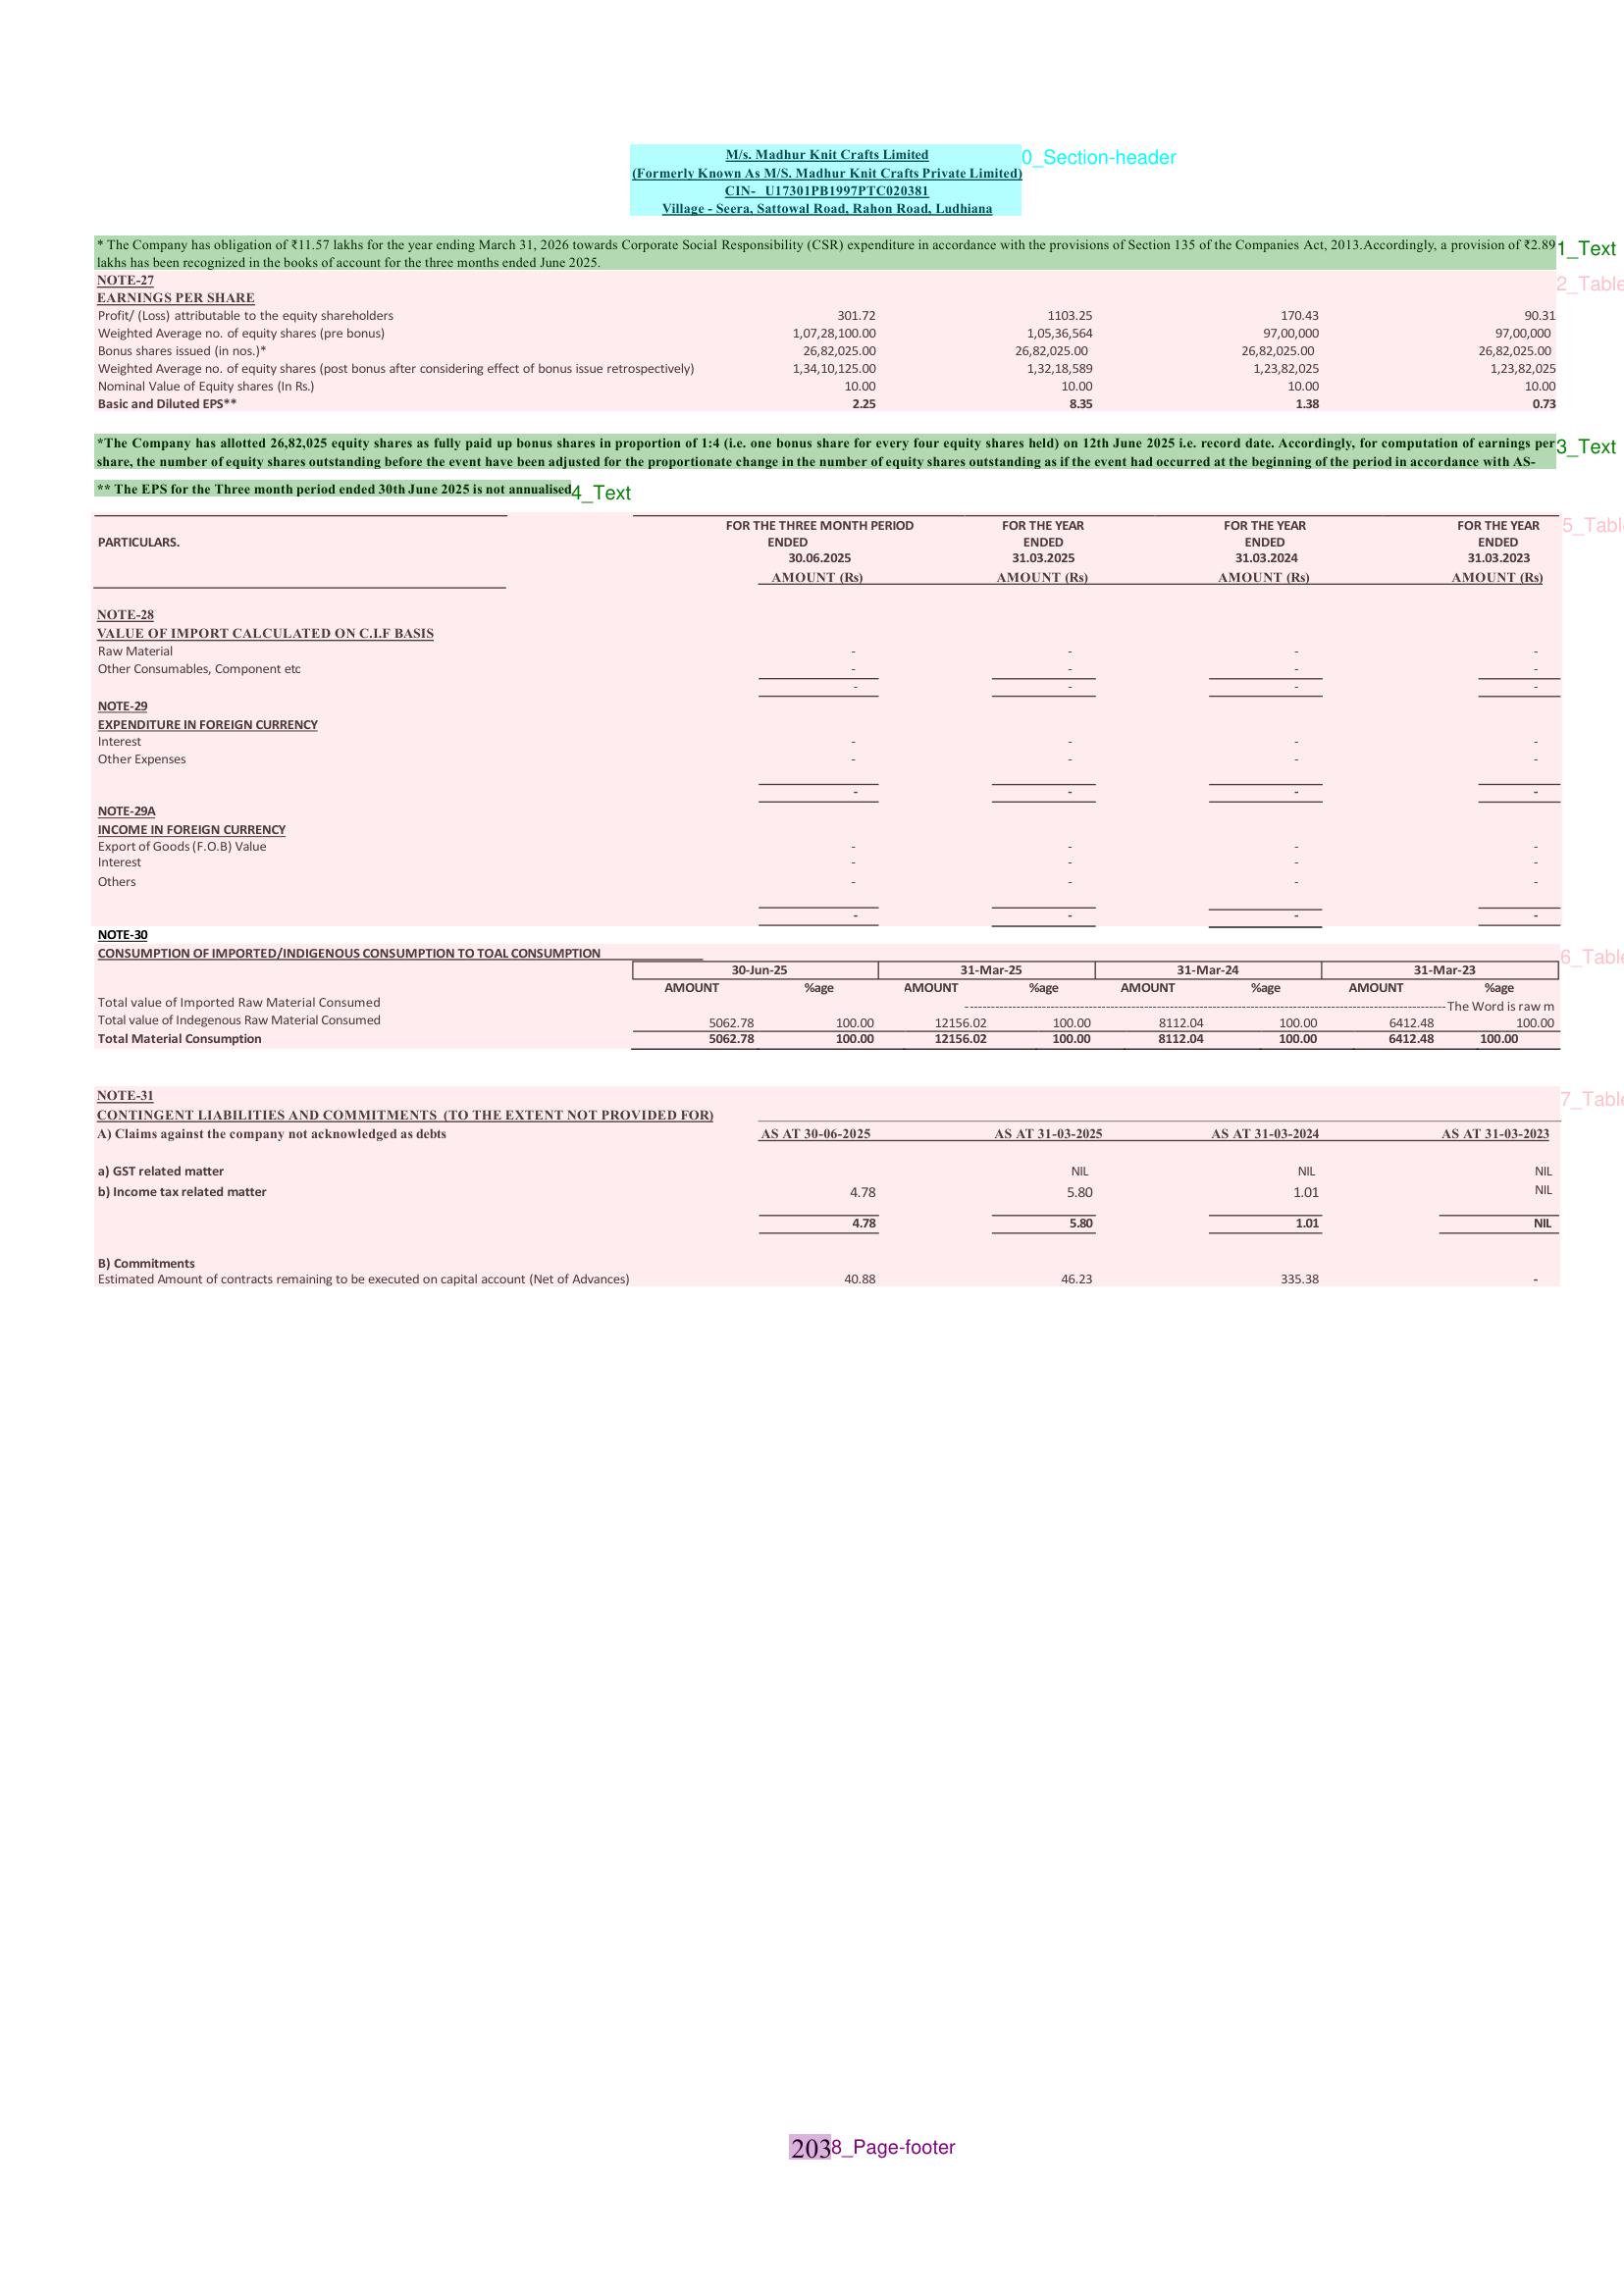 M/s. Madhur Knit Crafts Limited
0_Section-header
(Formerly Known As M/S. Madhur Knit Crafts Private Limited)
CIN- U17301PB1997PTC020381
Village - Seera, Sattowal Road, Rahon Road, Ludhiana
* The Company has obligation of ₹11.57 lakhs for the year ending March 31, 2026 towards Corporate Social Responsibility (CSR) expenditure in accordance with the provisions of Section 135 of the Companies Act, 2013.Accordingly, a provision of ₹2.89 1_Text
lakhs has been recognized in the books of account for the three months ended June 2025.
NOTE-27 2_Table
EARNINGS PER SHARE
Profit/ (Loss) attributable to the equity shareholders 301.72 1103.25 170.43 90.31
Weighted Average no. of equity shares (pre bonus) 1,07,28,100.00 1,05,36,564 97,00,000 97,00,000
Bonus shares issued (in nos.)* 26,82,025.00 26,82,025.00 26,82,025.00 26,82,025.00
Weighted Average no. of equity shares (post bonus after considering effect of bonus issue retrospectively) 1,34,10,125.00 1,32,18,589 1,23,82,025 1,23,82,025
Nominal Value of Equity shares (In Rs.) 10.00 10.00 10.00 10.00
Basic and Diluted EPS** 2.25 8.35 1.38 0.73
*The Company has allotted 26,82,025 equity shares as fully paid up bonus shares in proportion of 1:4 (i.e. one bonus share for every four equity shares held) on 12th June 2025 i.e. record date. Accordingly, for computation of earnings per 3_Text
share, the number of equity shares outstanding before the event have been adjusted for the proportionate change in the number of equity shares outstanding as if the event had occurred at the beginning of the period in accordance with AS-
** The EPS for the Three month period ended 30th June 2025 is not annualised 4_Text
FOR THE THREE MONTH PERIOD FOR THE YEAR FOR THE YEAR FOR THE YEAR 5_Tabl
PARTICULARS. ENDED ENDED ENDED ENDED
30.06.2025 31.03.2025 31.03.2024 31.03.2023
AMOUNT (Rs) AMOUNT (Rs) AMOUNT (Rs) AMOUNT (Rs)
NOTE-28
VALUE OF IMPORT CALCULATED ON C.I.F BASIS
Raw Material - - - -
Other Consumables, Component etc - - - -
- - - -
NOTE-29
EXPENDITURE IN FOREIGN CURRENCY
Interest - - - -
Other Expenses - - - -
- - - -
NOTE-29A
INCOME IN FOREIGN CURRENCY
Export of Goods (F.O.B) Value - - - -
Interest - - - -
Others - - - -
- - - -
NOTE-30
CONSUMPTION OF IMPORTED/INDIGENOUS CONSUMPTION TO TOAL CONSUMPTION 6_Table
30-Jun-25 31-Mar-25 31-Mar-24 31-Mar-23
AMOUNT %age AMOUNT %age AMOUNT %age AMOUNT %age
Total value of Imported Raw Material Consumed ---------- The Word is raw m
Total value of Indegenous Raw Material Consumed 5062.78 100.00 12156.02 100.00 8112.04 100.00 6412.48 100.00
Total Material Consumption 5062.78 100.00 12156.02 100.00 8112.04 100.00 6412.48 100.00
NOTE-31 7_Table
CONTINGENT LIABILITIES AND COMMITMENTS (TO THE EXTENT NOT PROVIDED FOR)
A) Claims against the company not acknowledged as debts AS AT 30-06-2025 AS AT 31-03-2025 AS AT 31-03-2024 AS AT 31-03-2023
a) GST related matter NIL NIL NIL
b) Income tax related matter 4.78 5.80 1.01 NIL
4.78 5.80 1.01 NIL
B) Commitments
Estimated Amount of contracts remaining to be executed on capital account (Net of Advances) 40.88 46.23 335.38 -
203 8_Page-footer